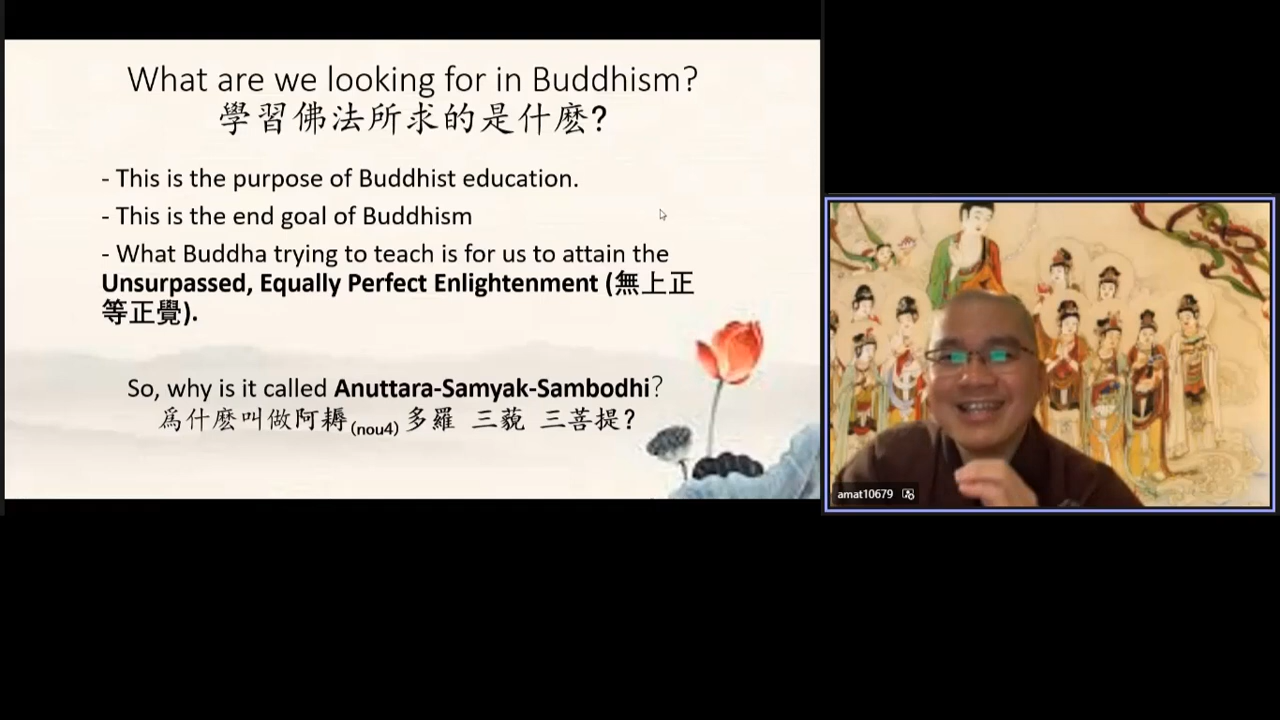 What are we looking for in Buddhism?
學習佛法所求的是什麽?
- This is the purpose of Buddhist education.
- This is the end goal of Buddhism
- What Buddha trying to teach is for us to attain the
Unsurpassed, Equally Perfect Enlightenment (無上正
等正覺).
So, why is it called Anuttara-Samyak-Sambodhi?
爲什麽叫做阿耨(nou4) 多羅 三藐 三菩提?
amat10679